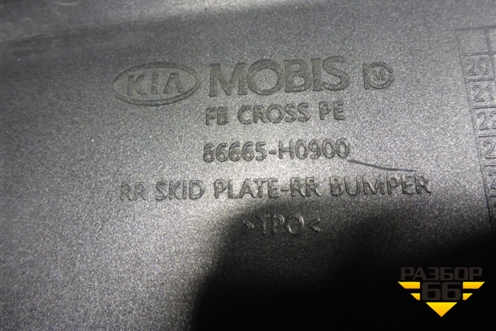 KIA MOBIS M
FB CROSS PE
86665-H0900
RR SKID PLATE-RR BUMPER
>TPO<
РАЗБОР
66